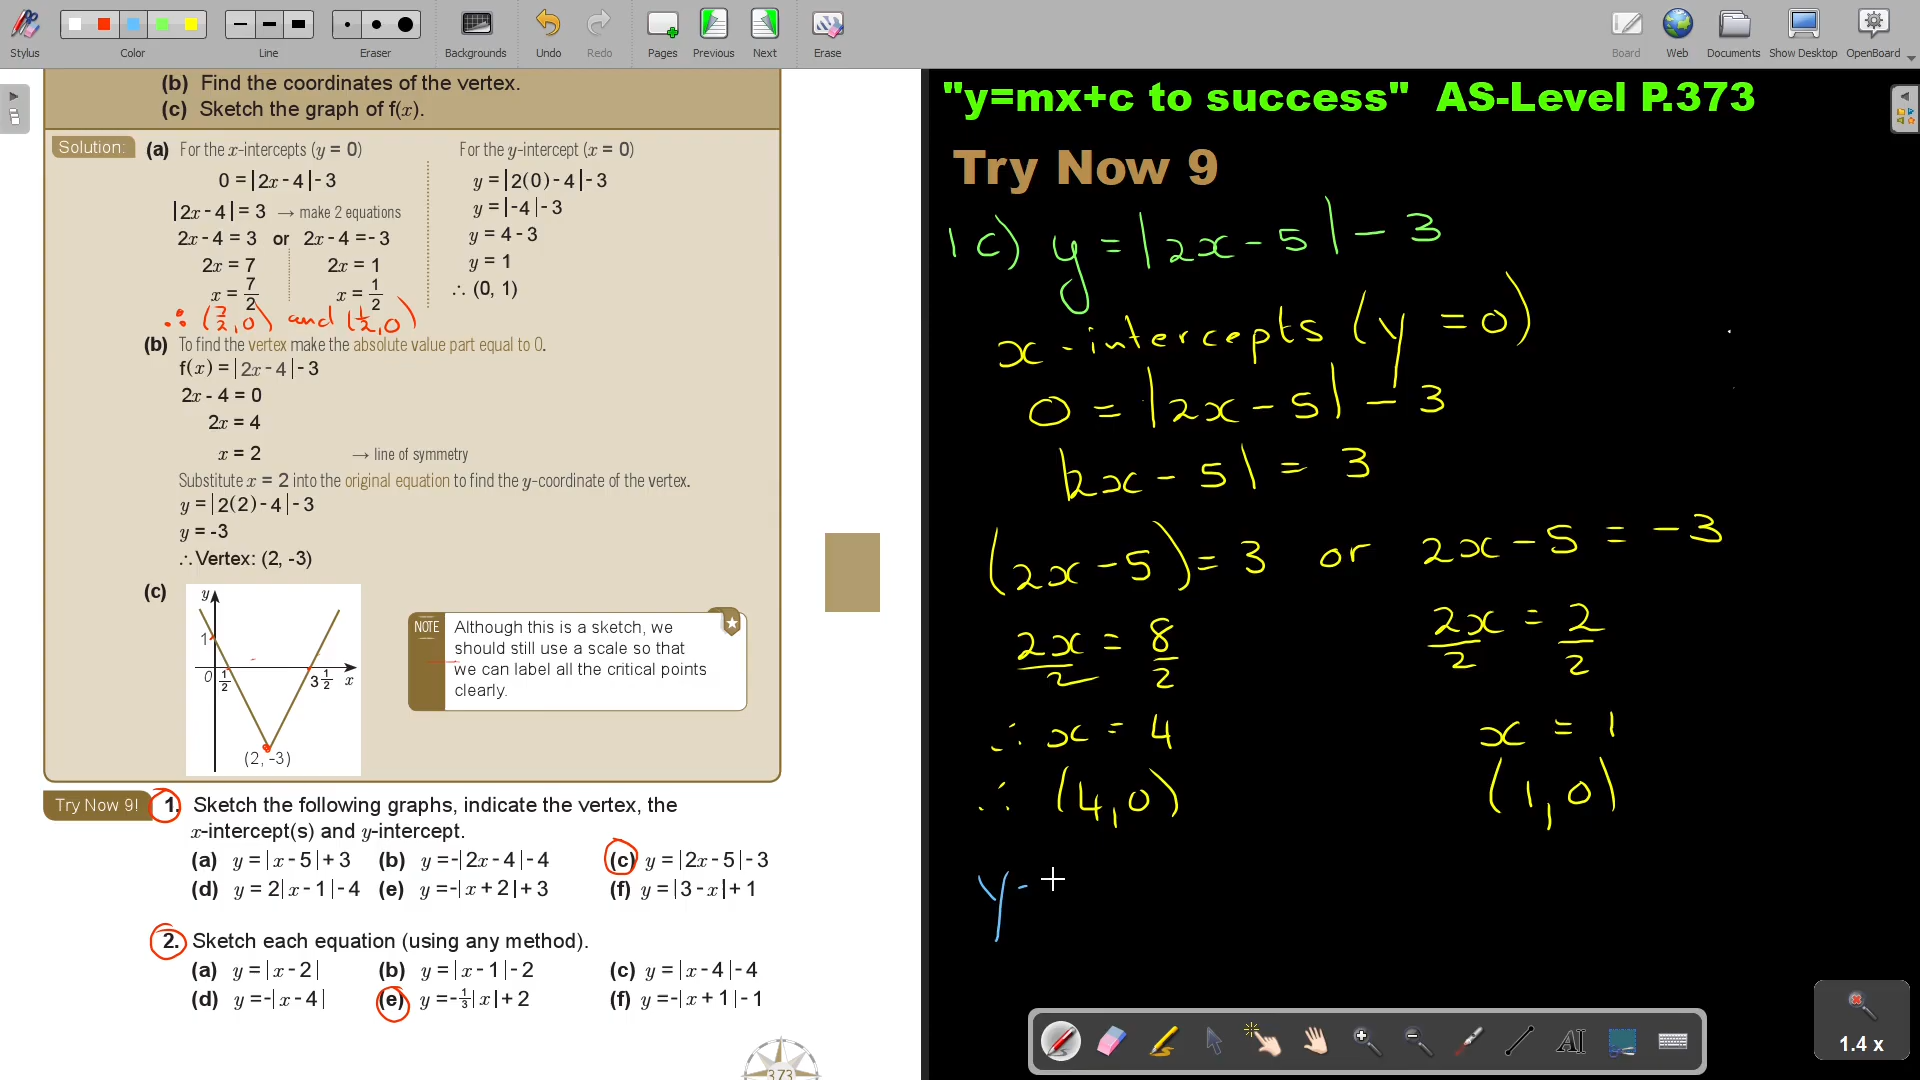 Stylus
Color
Line
Eraser
Backgrounds
Undo
Redo
Pages
Previous
Next
Erase
Board
Web
Documents
Show Desktop
OpenBoard
(b) Find the coordinates of the vertex.
(c) Sketch the graph of f(x).
Solution:
(a) For the x-intercepts (y = 0)
0 = |2x - 4| - 3
|2x - 4| = 3 → make 2 equations
2x - 4 = 3 or 2x - 4 = - 3
2x = 7
2x = 1
x = 7/2
x = 1/2
∴ (7/2, 0) and (1/2, 0)
For the y-intercept (x = 0)
y = |2(0) - 4| - 3
y = |-4| - 3
y = 4 - 3
y = 1
∴ (0, 1)
(b) To find the vertex make the absolute value part equal to 0.
f(x) = |2x - 4| - 3
2x - 4 = 0
2x = 4
x = 2 → line of symmetry
Substitute x = 2 into the original equation to find the y-coordinate of the vertex.
y = |2(2) - 4| - 3
y = -3
∴ Vertex: (2, -3)
(c)
y
1
0
1/2
3 1/2
x
(2, -3)
NOTE
Although this is a sketch, we
should still use a scale so that
we can label all the critical points
clearly.
Try Now 9!
1. Sketch the following graphs, indicate the vertex, the
x-intercept(s) and y-intercept.
(a) y = |x - 5| + 3 (b) y = -|2x - 4| - 4 (c) y = |2x - 5| - 3
(d) y = 2|x - 1| - 4 (e) y = -|x + 2| + 3 (f) y = |3 - x| + 1
2. Sketch each equation (using any method).
(a) y = |x - 2| (b) y = |x - 1| - 2 (c) y = |x - 4| - 4
(d) y = -|x - 4| (e) y = -1/3|x| + 2 (f) y = -|x + 1| - 1
373
"y=mx+c to success" AS-Level P.373
Try Now 9
1 c) y = |2x - 5| - 3
x - intercepts (y = 0)
0 = |2x - 5| - 3
|2x - 5| = 3
(2x - 5) = 3 or 2x - 5 = - 3
2x/2 = 8/2
2x/2 = 2/2
∴ x = 4
x = 1
∴ (4, 0)
(1, 0)
y -
1.4 x